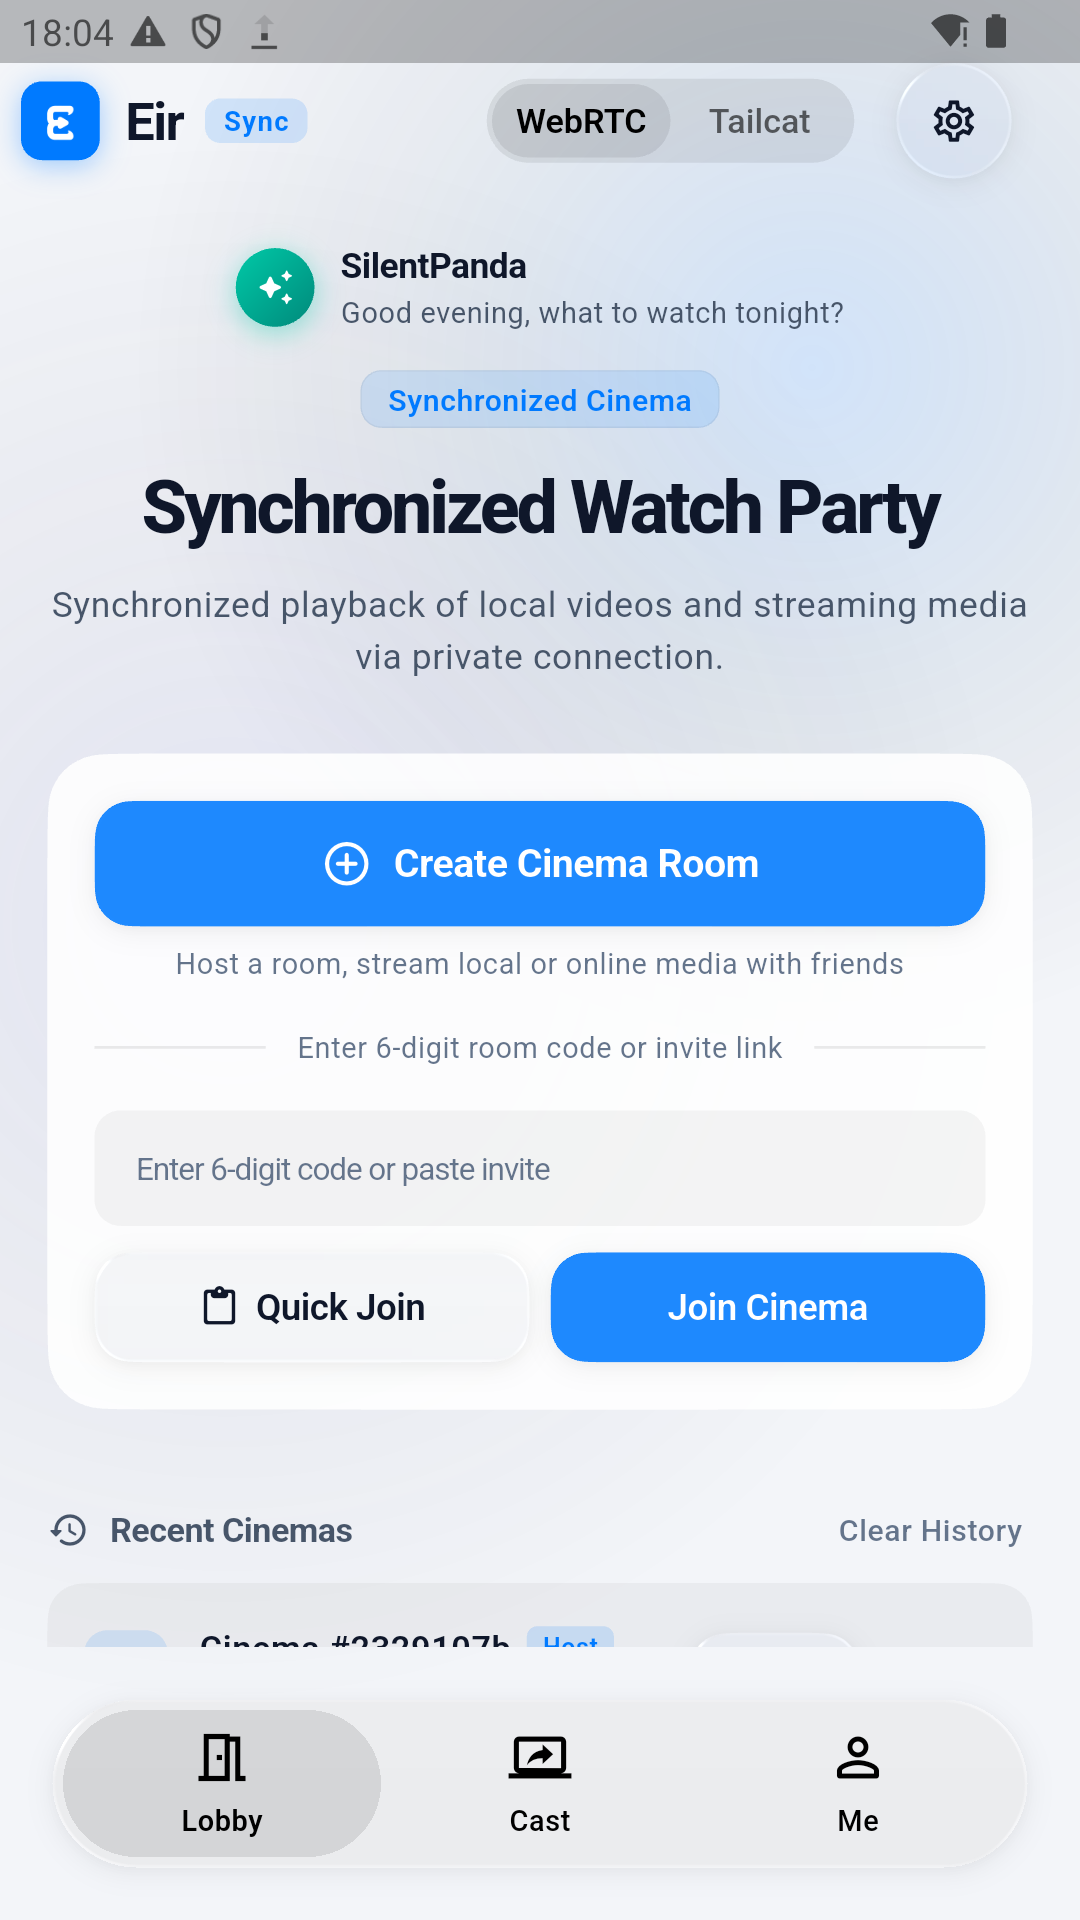 18:04
Eir
Sync
WebRTC
Tailcat
SilentPanda
Good evening, what to watch tonight?
Synchronized Cinema
Synchronized Watch Party
Synchronized playback of local videos and streaming media
via private connection.
Create Cinema Room
Host a room, stream local or online media with friends
Enter 6-digit room code or invite link
Enter 6-digit code or paste invite
Quick Join
Join Cinema
Recent Cinemas
Clear History
Cinema #2329107b
Host
Lobby
Cast
Me